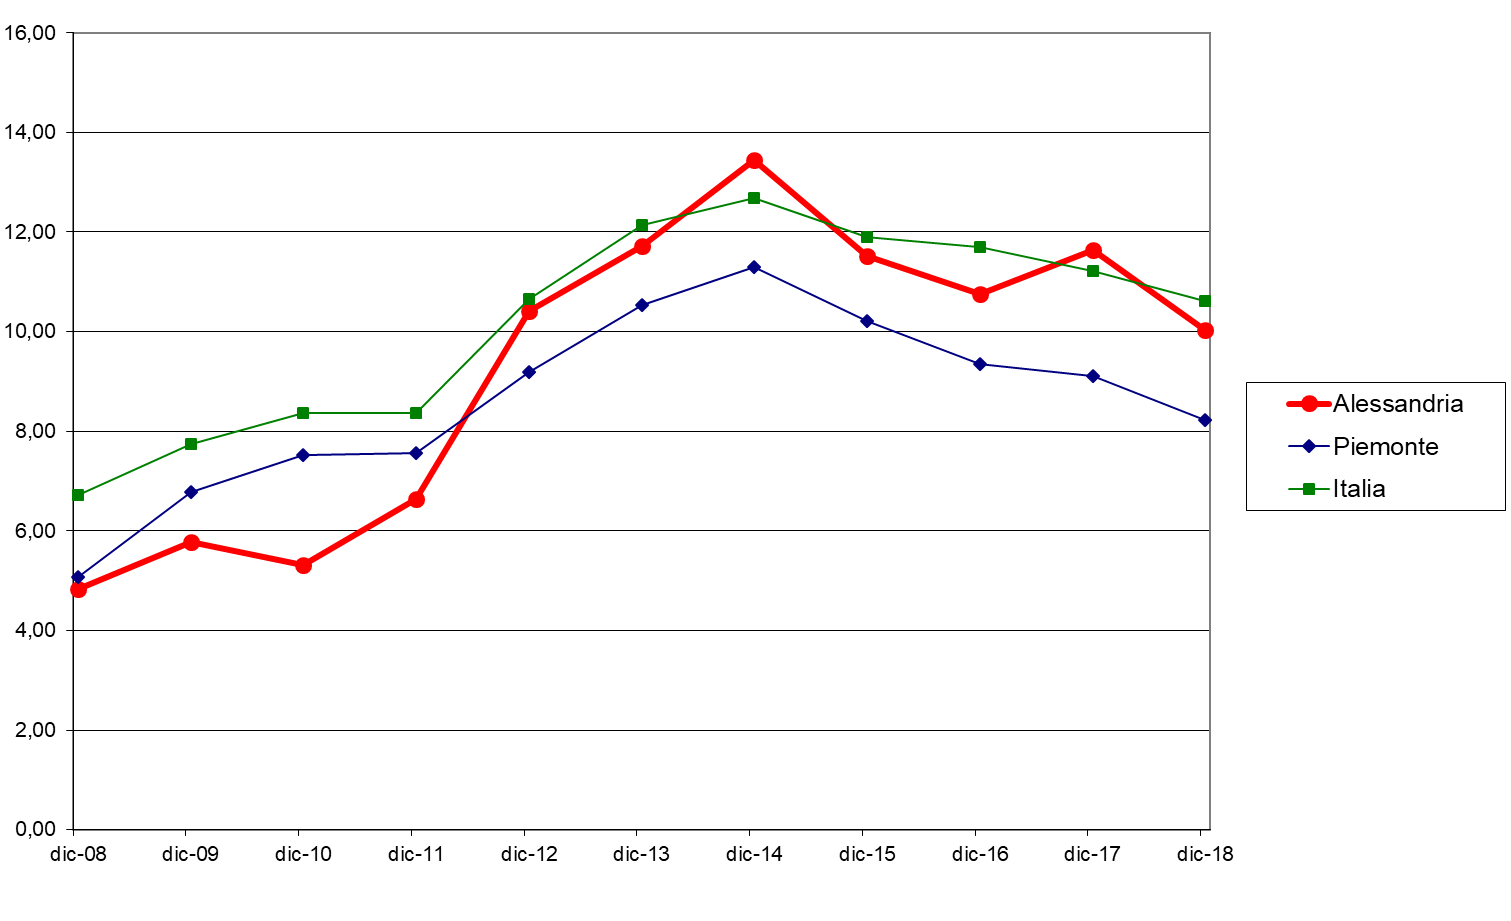 16,00
14,00
12,00
10,00
8,00
6,00
4,00
2,00
0,00
dic-08 dic-09 dic-10 dic-11 dic-12 dic-13 dic-14 dic-15 dic-16 dic-17 dic-18
Alessandria
Piemonte
Italia